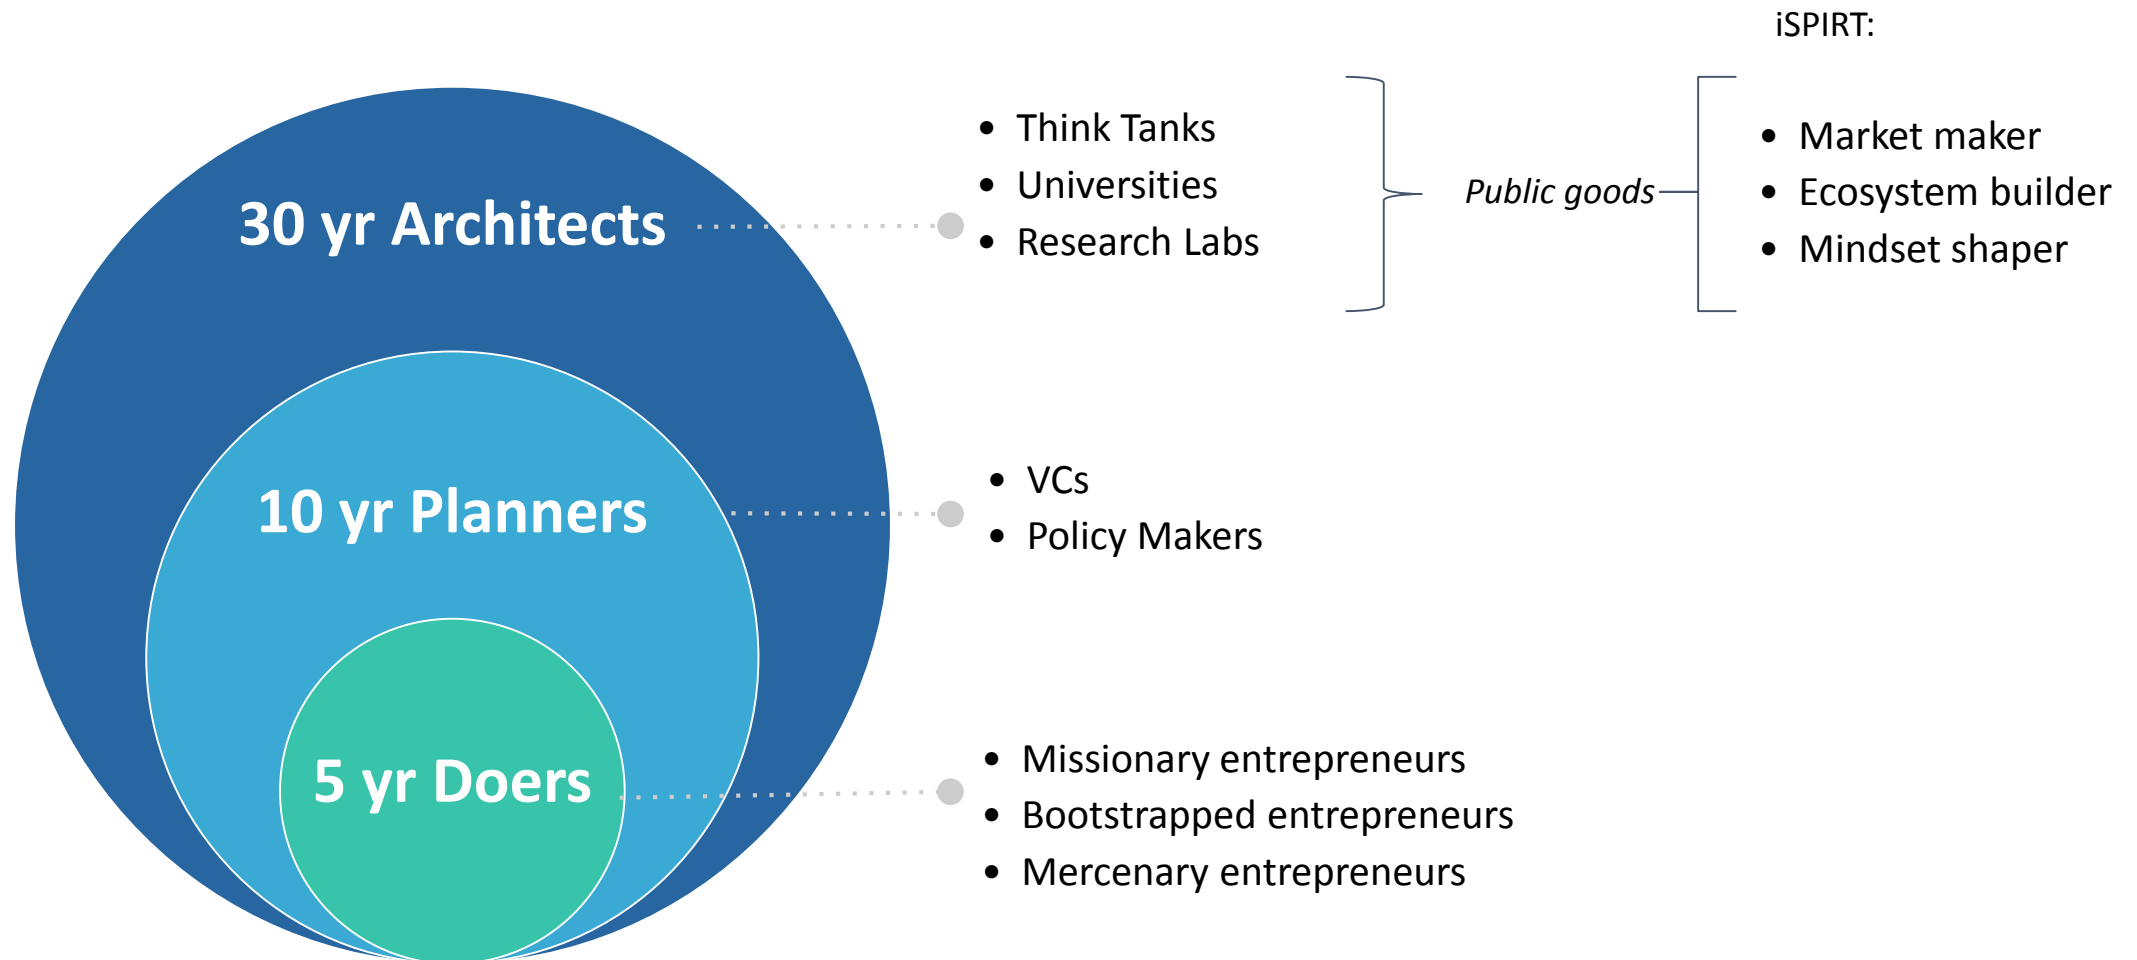 iSPIRT:
30 yr Architects
• Think Tanks
• Universities
• Research Labs
Public goods
• Market maker
• Ecosystem builder
• Mindset shaper
10 yr Planners
• VCs
• Policy Makers
5 yr Doers
• Missionary entrepreneurs
• Bootstrapped entrepreneurs
• Mercenary entrepreneurs